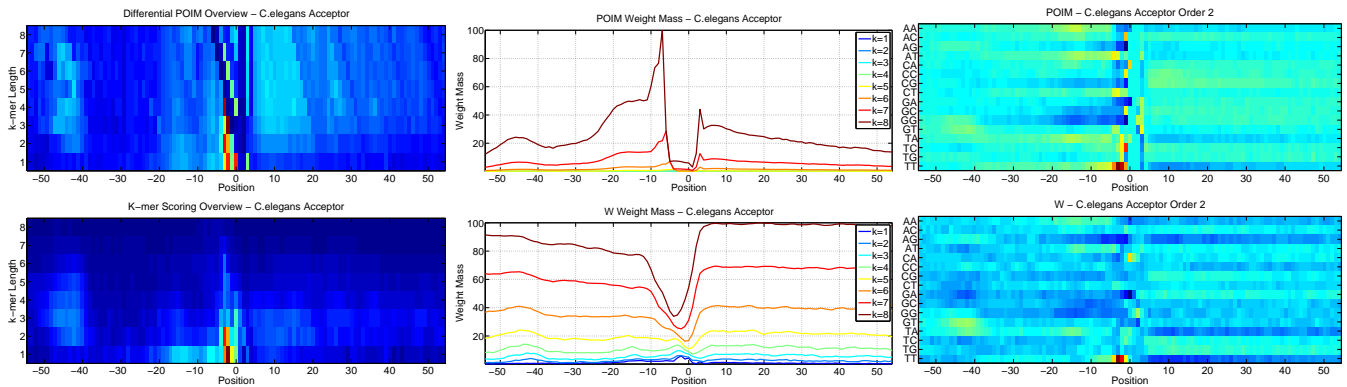 Differential POIM Overview – C.elegans Acceptor
k−mer Length
8
7
6
5
4
3
2
1
−50 −40 −30 −20 −10 0 10 20 30 40 50
Position
POIM Weight Mass – C.elegans Acceptor
Weight Mass
100
80
60
40
20
k=1
k=2
k=3
k=4
k=5
k=6
k=7
k=8
−50 −40 −30 −20 −10 0 10 20 30 40 50
Position
POIM – C.elegans Acceptor Order 2
AA
AC
AG
AT
CA
CC
CG
CT
GA
GC
GG
GT
TA
TC
TG
TT
−50 −40 −30 −20 −10 0 10 20 30 40 50
Position
K−mer Scoring Overview – C.elegans Acceptor
k−mer Length
8
7
6
5
4
3
2
1
−50 −40 −30 −20 −10 0 10 20 30 40 50
Position
W Weight Mass – C.elegans Acceptor
Weight Mass
100
80
60
40
20
k=1
k=2
k=3
k=4
k=5
k=6
k=7
k=8
−50 −40 −30 −20 −10 0 10 20 30 40 50
Position
W – C.elegans Acceptor Order 2
AA
AC
AG
AT
CA
CC
CG
CT
GA
GC
GG
GT
TA
TC
TG
TT
−50 −40 −30 −20 −10 0 10 20 30 40 50
Position